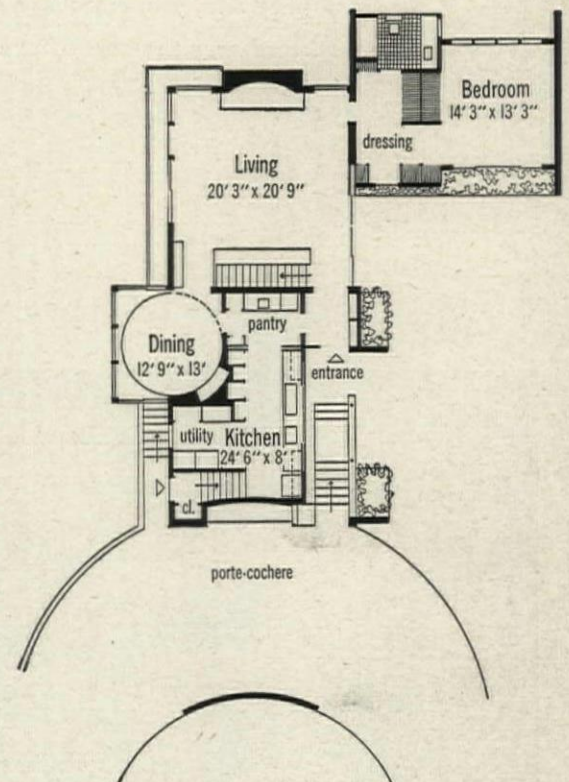 Bedroom
14' 3" x 13' 3"
dressing
Living
20' 3" x 20' 9"
pantry
Dining
12' 9" x 13'
entrance
utility
Kitchen
24' 6" x 8'
cl.
porte-cochere